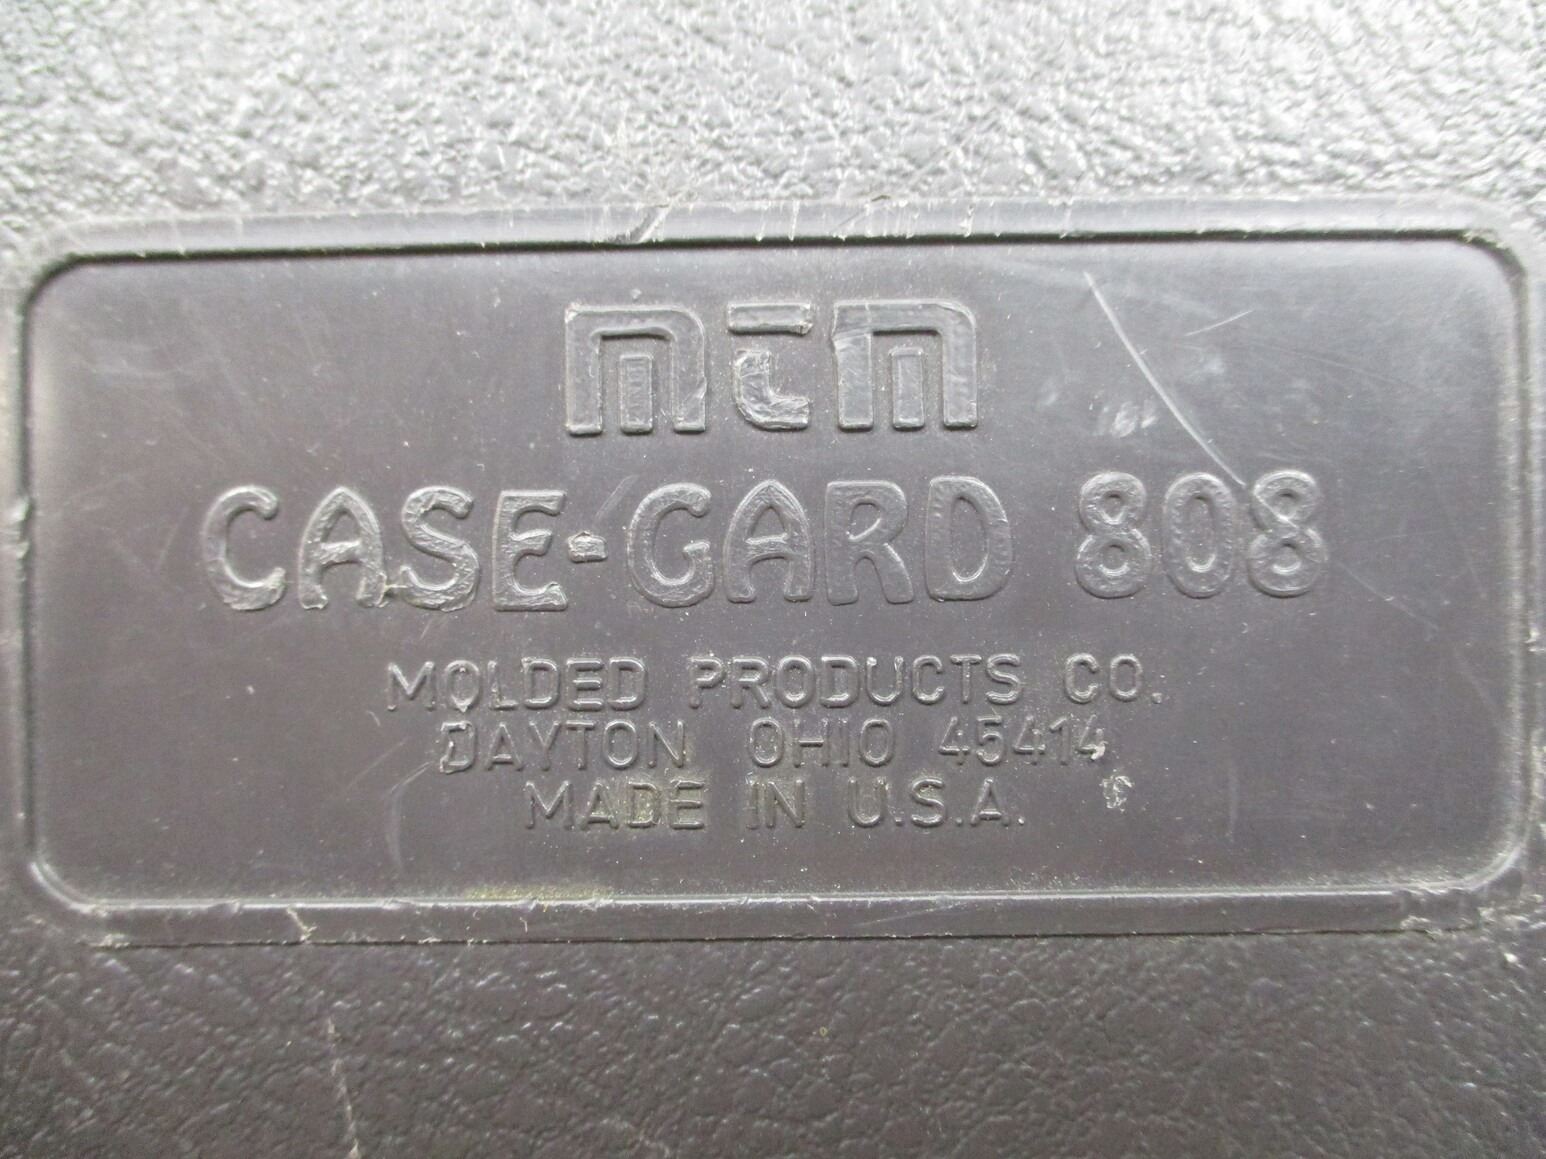 mtm
CASE-GARD 808
MOLDED PRODUCTS CO.
DAYTON OHIO 45414
MADE IN U.S.A.